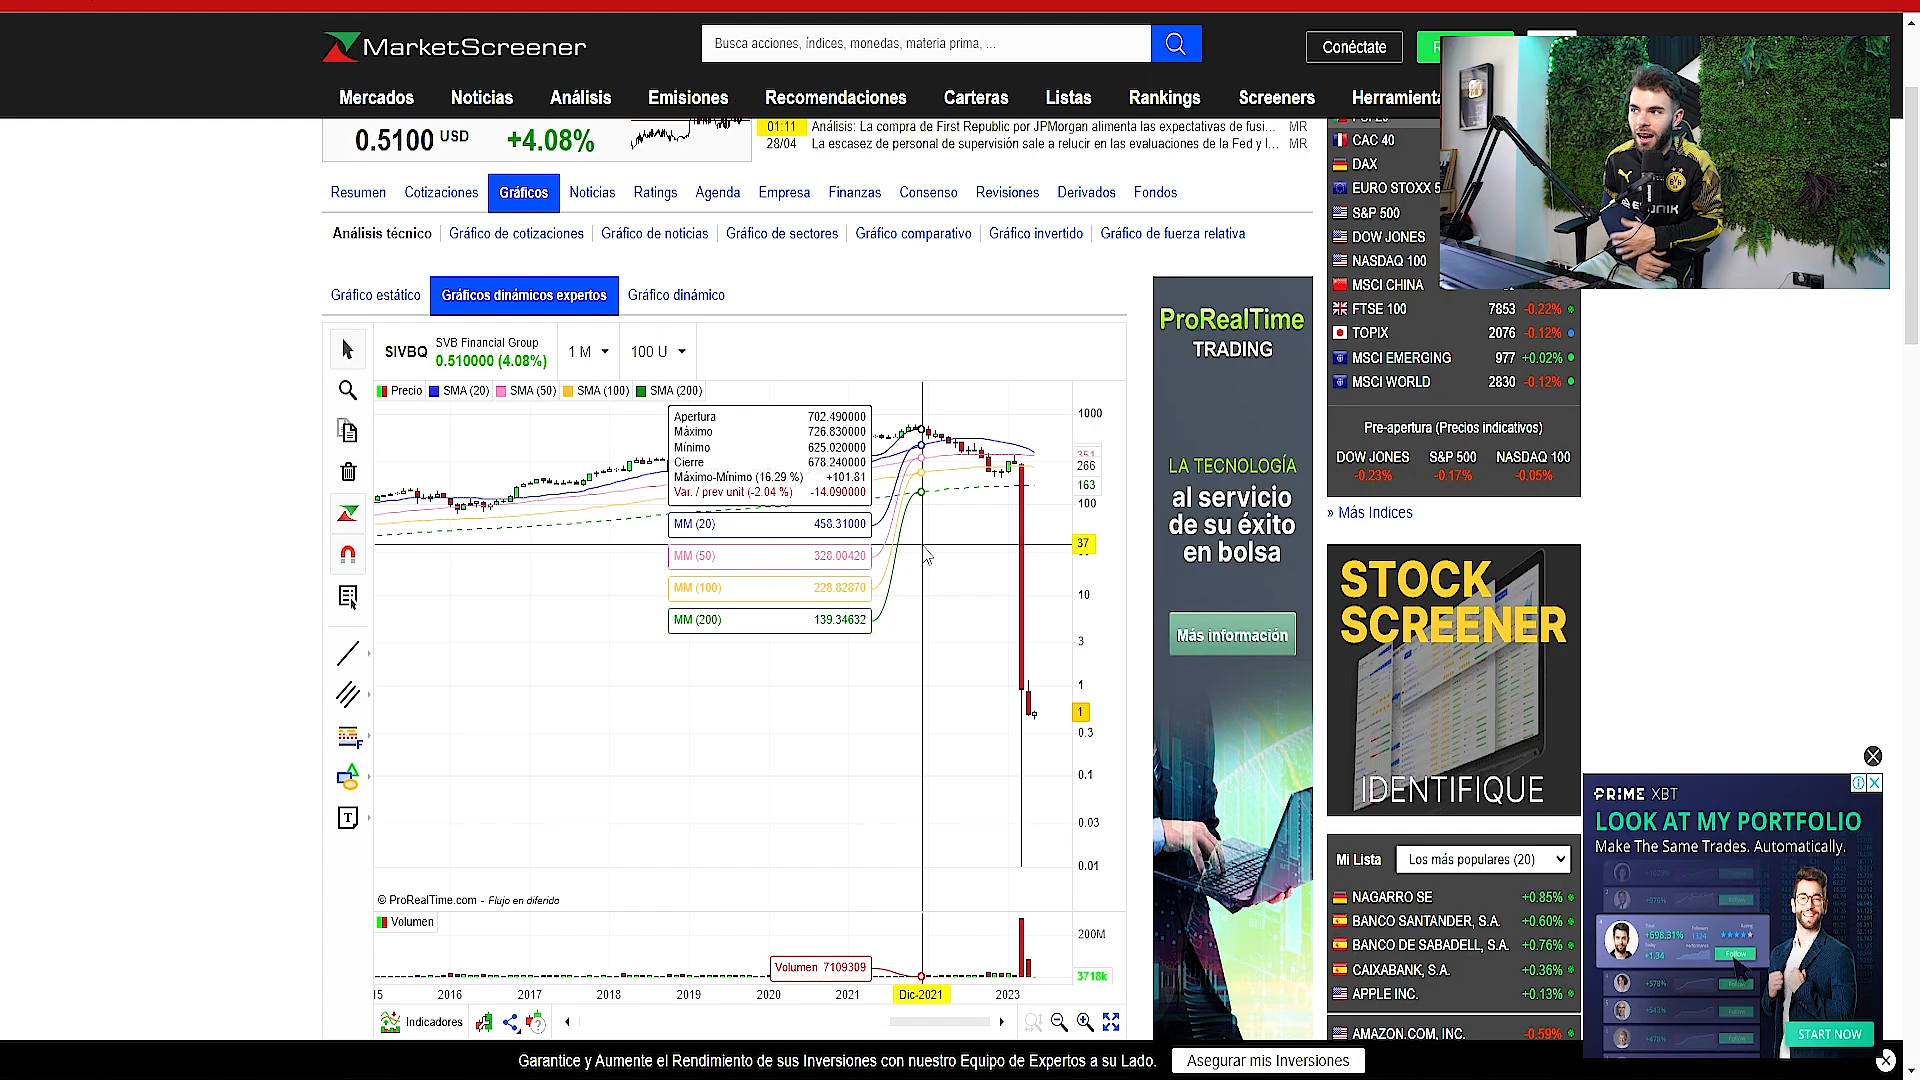 MarketScreener
Busca acciones, índices, monedas, materia prima, ...
Conéctate
Mercados Noticias Análisis Emisiones Recomendaciones Carteras Listas Rankings Screeners
0.5100 USD +4.08%
01:11 Análisis: La compra de First Republic por JPMorgan alimenta las expectativas de fusi... MR
28/04 La escasez de personal de supervisión sale a relucir en las evaluaciones de la Fed y l... MR
Resumen Cotizaciones Gráficos Noticias Ratings Agenda Empresa Finanzas Consenso Revisiones Derivados Fondos
Análisis técnico Gráfico de cotizaciones Gráfico de noticias Gráfico de sectores Gráfico comparativo Gráfico invertido Gráfico de fuerza relativa
Gráfico estático Gráficos dinámicos expertos Gráfico dinámico
SIVBQ SVB Financial Group
0.510000 (4.08%)
1 M 100 U
Precio SMA (20) SMA (50) SMA (100) SMA (200)
Apertura 702.490000
Máximo 726.830000
Mínimo 625.020000
Cierre 678.240000
Máximo-Mínimo (16.29 %) +101.81
Var. / prev unit (-2.04 %) -14.090000
MM (20) 458.31000
MM (50) 328.00420
MM (100) 228.82870
MM (200) 139.34632
1000
351
266
163
100
37
10
3
1
1
0.3
0.1
0.03
0.01
© ProRealTime.com - Flujo en diferido
Volumen
200M
Volumen 7109309
3718k
15 2016 2017 2018 2019 2020 2021 Dic-2021 2023
Indicadores
ProRealTime
TRADING
LA TECNOLOGÍA
al servicio
de su éxito
en bolsa
Más información
CAC 40
DAX
EURO STOXX 5
S&P 500
DOW JONES
NASDAQ 100
MSCI CHINA
FTSE 100 7853 -0.22%
TOPIX 2076 -0.12%
MSCI EMERGING 977 +0.02%
MSCI WORLD 2830 -0.12%
Pre-apertura (Precios indicativos)
DOW JONES S&P 500 NASDAQ 100
-0.23% -0.17% -0.05%
» Más Indices
STOCK
SCREENER
IDENTIFIQUE
Mi Lista Los más populares (20)
NAGARRO SE +0.85%
BANCO SANTANDER, S.A. +0.60%
BANCO DE SABADELL, S.A. +0.76%
CAIXABANK, S.A. +0.36%
APPLE INC. +0.13%
AMAZON.COM, INC. -0.59%
PRIME XBT
LOOK AT MY PORTFOLIO
Make The Same Trades. Automatically.
+698.31%
+1.34
Follow
START NOW
Garantice y Aumente el Rendimiento de sus Inversiones con nuestro Equipo de Expertos a su Lado.
Asegurar mis Inversiones